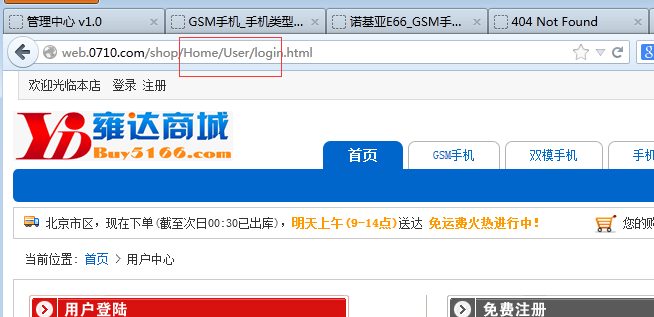 管理中心 v1.0
GSM手机_手机类型...
诺基亚E66_GSM手...
404 Not Found
web.0710.com/shop/Home/User/login.html
欢迎光临本店 登录 注册
YD 雍达商城
Buy5166.com
首页 GSM手机 双模手机 手机
北京市区，现在下单(截至次日00:30已出库)，明天上午(9-14点)送达 免运费火热进行中! 您的购
当前位置: 首页 > 用户中心
用户登陆 免费注册